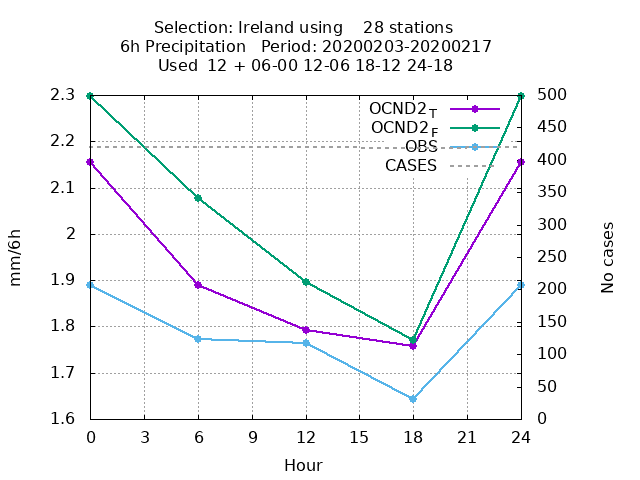 Selection: Ireland using    28 stations
6h Precipitation   Period: 20200203-20200217
Used  12 + 06-00 12-06 18-12 24-18
2.3
2.2
2.1
2
1.9
1.8
1.7
1.6
mm/6h
OCND2T
OCND2F
OBS
CASES
500
450
400
350
300
250
200
150
100
50
0
No cases
0 3 6 9 12 15 18 21 24
Hour